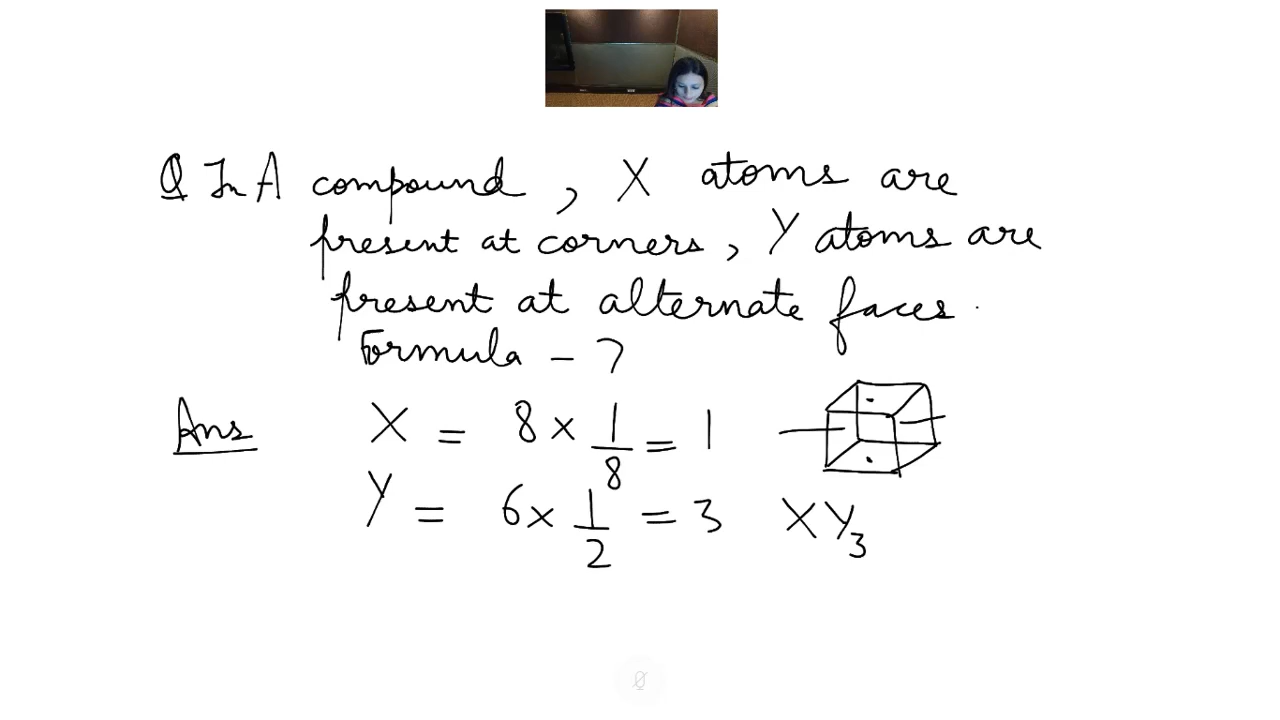 Q In A compound, X atoms are
present at corners, Y atoms are
present at alternate faces.
Formula - ?
Ans X = 8 × 1/8 = 1
Y = 6 × 1/2 = 3 XY₃